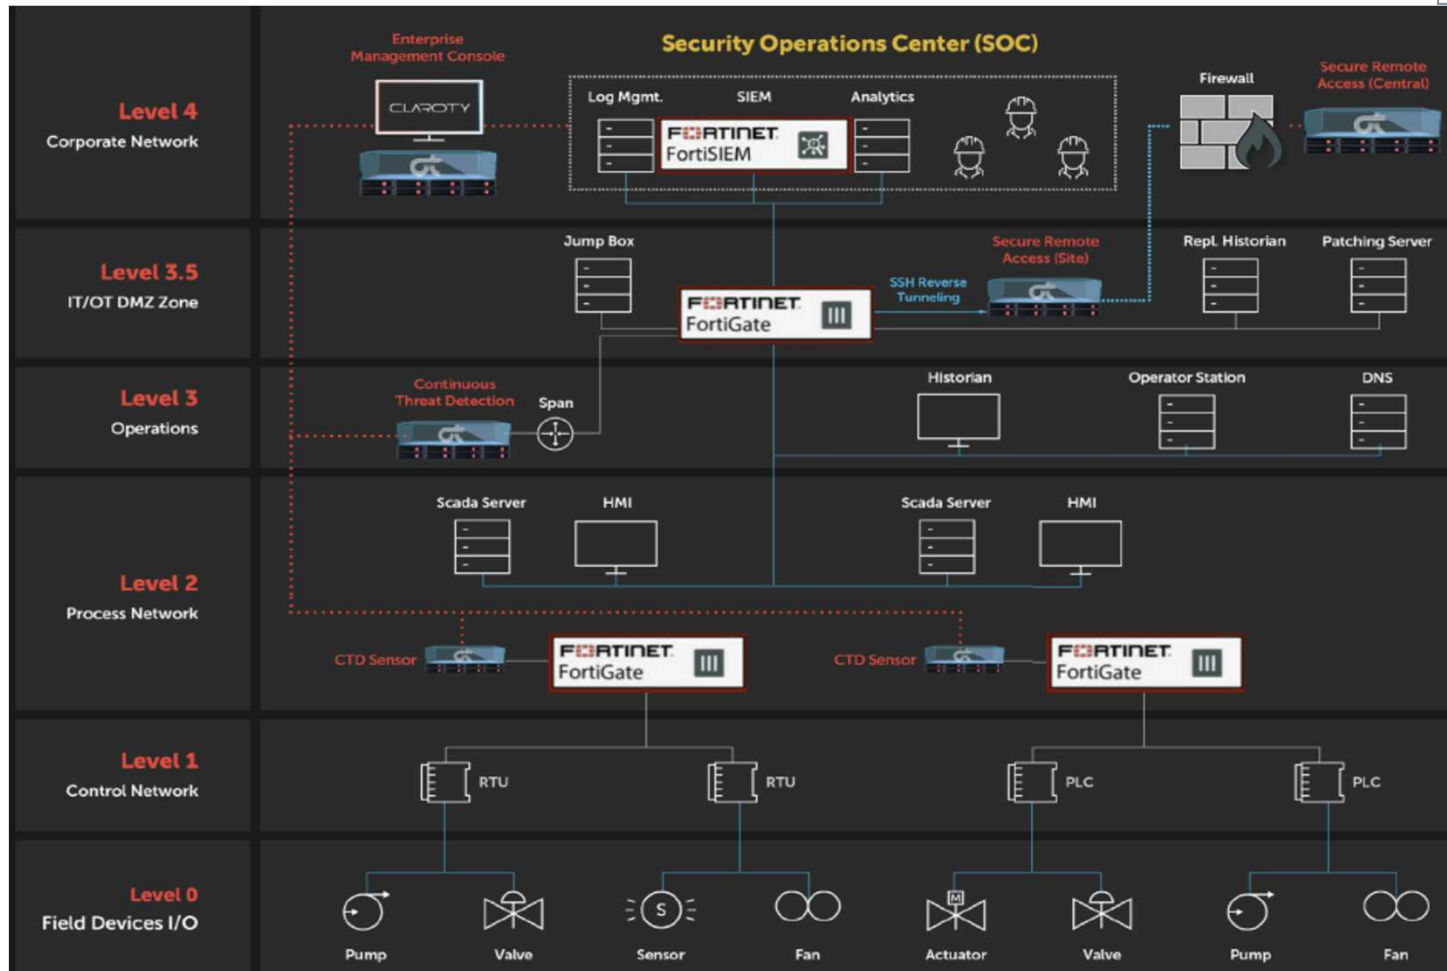 Security Operations Center (SOC)
Enterprise
Management Console
CLAROTY
Level 4
Corporate Network
Log Mgmt.
SIEM
Analytics
FORTINET
FortiSIEM
Firewall
Secure Remote
Access (Central)
Level 3.5
IT/OT DMZ Zone
Jump Box
FORTINET
FortiGate
SSH Reverse
Tunneling
Secure Remote
Access (Site)
Repl. Historian
Patching Server
Level 3
Operations
Continuous
Threat Detection
Span
Historian
Operator Station
DNS
Level 2
Process Network
Scada Server
HMI
Scada Server
HMI
CTD Sensor
FORTINET
FortiGate
CTD Sensor
FORTINET
FortiGate
Level 1
Control Network
RTU
RTU
PLC
PLC
Level 0
Field Devices I/O
S
M
Pump
Valve
Sensor
Fan
Actuator
Valve
Pump
Fan